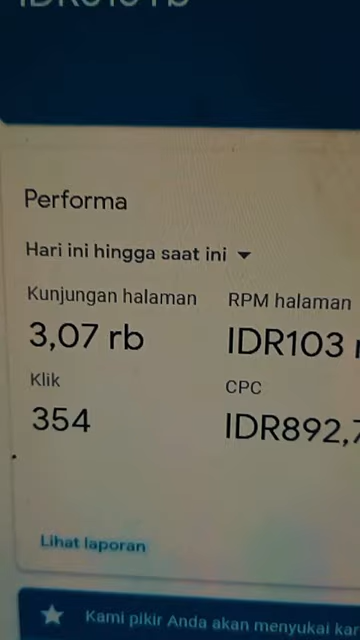 Performa
Hari ini hingga saat ini
Kunjungan halaman
RPM halaman
3,07 rb
IDR103
Klik
CPC
354
IDR892,7
Lihat laporan
Kami pikir Anda akan menyukai